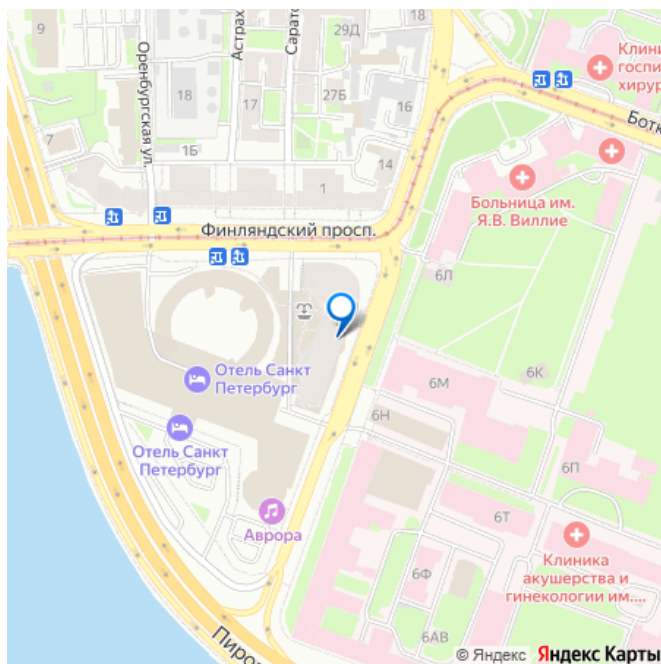 9
29Д
18
Оренбургская ул.
Астрах
Сарато
18
17
27Б
16
7
1Б
1
14
Клини
госпи
хирур
Ботк
Больница им.
Я.В. Виллие
Финляндский просп.
6Л
Отель Санкт
Петербург
6М
6К
6Н
Отель Санкт
Петербург
6П
6Т
Аврора
Клиника
акушерства и
гинекологии им....
6Ф
6АВ
Пирог
© Яндекс Яндекс Карты